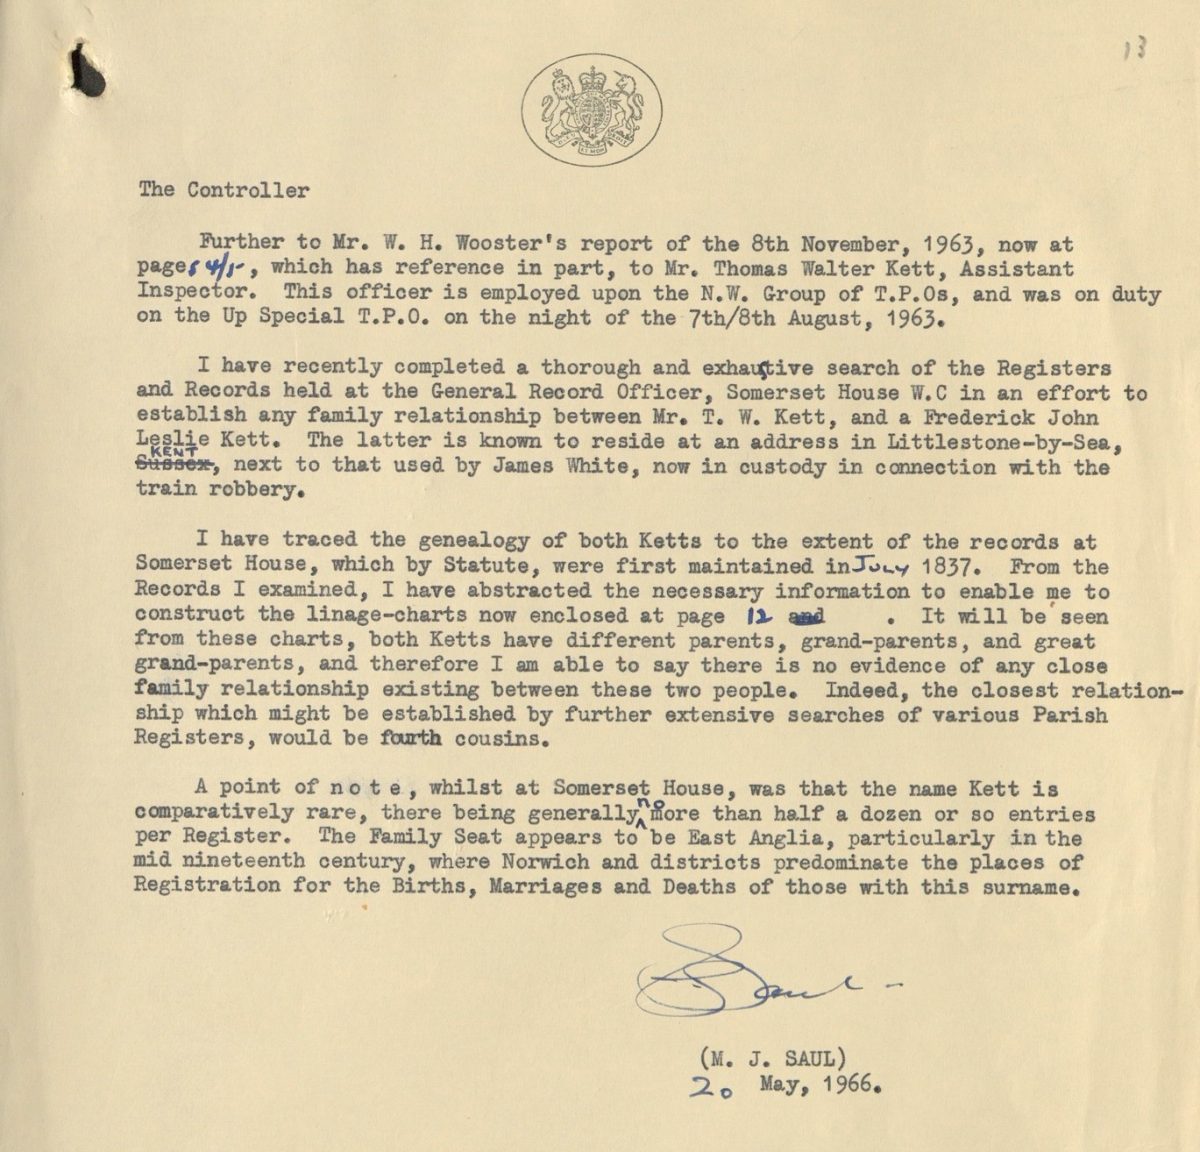 13
The Controller
Further to Mr. W. H. Wooster's report of the 8th November, 1963, now at
pages 4/5, which has reference in part, to Mr. Thomas Walter Kett, Assistant
Inspector. This officer is employed upon the N.W. Group of T.P.Os, and was on duty
on the Up Special T.P.O. on the night of the 7th/8th August, 1963.
I have recently completed a thorough and exhaustive search of the Registers
and Records held at the General Record Officer, Somerset House W.C in an effort to
establish any family relationship between Mr. T. W. Kett, and a Frederick John
Leslie Kett. The latter is known to reside at an address in Littlestone-by-Sea,
KENT
Sussex, next to that used by James White, now in custody in connection with the
train robbery.
I have traced the genealogy of both Ketts to the extent of the records at
Somerset House, which by Statute, were first maintained in July 1837. From the
Records I examined, I have abstracted the necessary information to enable me to
construct the linage-charts now enclosed at page 12 and . It will be seen
from these charts, both Ketts have different parents, grand-parents, and great
grand-parents, and therefore I am able to say there is no evidence of any close
family relationship existing between these two people. Indeed, the closest relation-
ship which might be established by further extensive searches of various Parish
Registers, would be fourth cousins.
A point of note, whilst at Somerset House, was that the name Kett is
comparatively rare, there being generally no more than half a dozen or so entries
per Register. The Family Seat appears to be East Anglia, particularly in the
mid nineteenth century, where Norwich and districts predominate the places of
Registration for the Births, Marriages and Deaths of those with this surname.
(M. J. SAUL)
20 May, 1966.